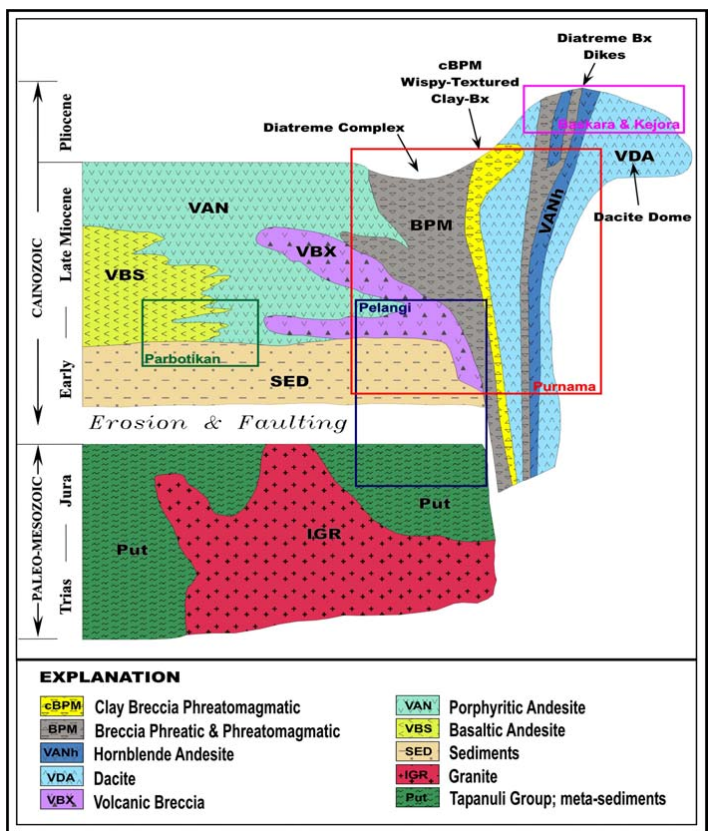 Diatreme Bx
Dikes
cBPM
Wispy-Textured
Clay-Bx
Diatreme Complex
Baskara & Kejora
VDA
Dacite Dome
VANh
BPM
VAN
VBX
VBS
Pelangi
Parbotikan
Purnama
SED
Erosion & Faulting
Put
IGR
Put
CAINOZOIC
Pliocene
Late Miocene
Early
PALEO-MESOZOIC
Jura
Trias
EXPLANATION
cBPM Clay Breccia Phreatomagmatic
BPM Breccia Phreatic & Phreatomagmatic
VANh Hornblende Andesite
VDA Dacite
VBX Volcanic Breccia
VAN Porphyritic Andesite
VBS Basaltic Andesite
SED Sediments
IGR Granite
Put Tapanuli Group; meta-sediments